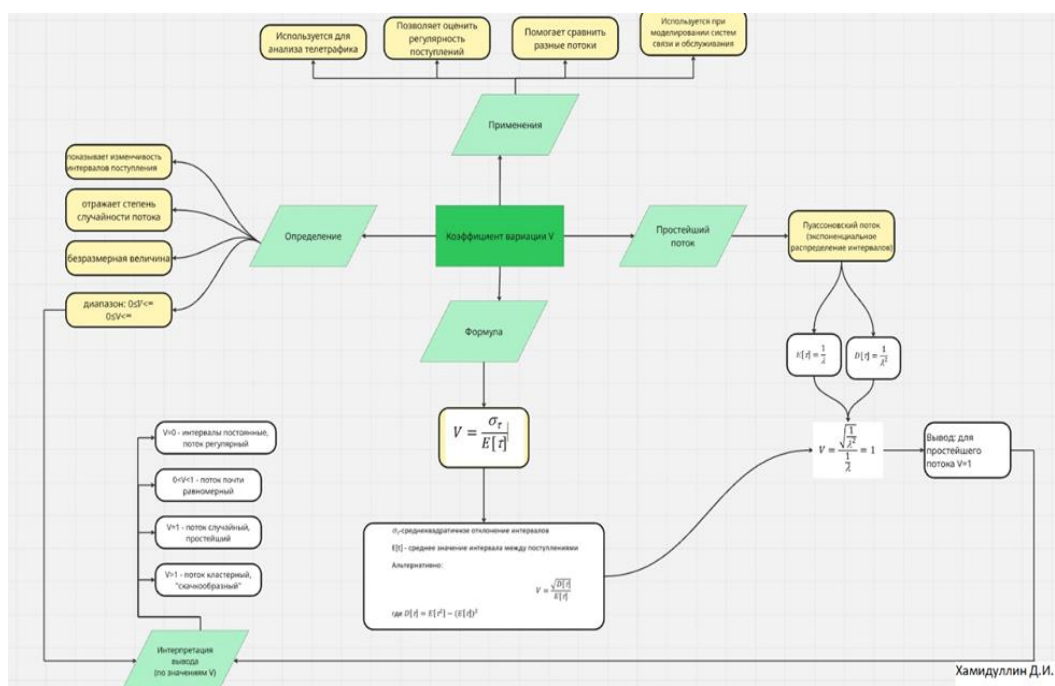 Используется для
анализа телетрафика
Позволяет оценить
регулярность
поступлений
Помогает сравнить
разные потоки
Используется при
моделировании систем
связи и обслуживания
Применения
показывает изменчивость
интервалов поступления
отражает степень
случайности потока
безразмерная величина
диапазон: 0≤V<∞
0≤V<∞
Определение
Коэффициент вариации V
Простейший
поток
Пуассоновский поток
(экспоненциальное
распределение интервалов)
E[τ] = 1/λ
D[τ] = 1/λ²
Формула
V = σ_τ / E[τ]
σ_τ-среднеквадратичное отклонение интервалов
E[τ] - среднее значение интервала между поступлениями
Альтернативно:
V = √D[τ] / E[τ]
где D[τ] = E[τ²] − (E[τ])²
V = √(1/λ²) / (1/λ) = 1
Вывод: для
простейшего
потока V=1
V=0 - интервалы постоянные,
поток регулярный
0<V<1 - поток почти
равномерный
V=1 - поток случайный,
простейший
V>1 - поток кластерный,
"скачкообразный"
Интерпретация
вывода
(по значениям V)
Хамидуллин Д.И.